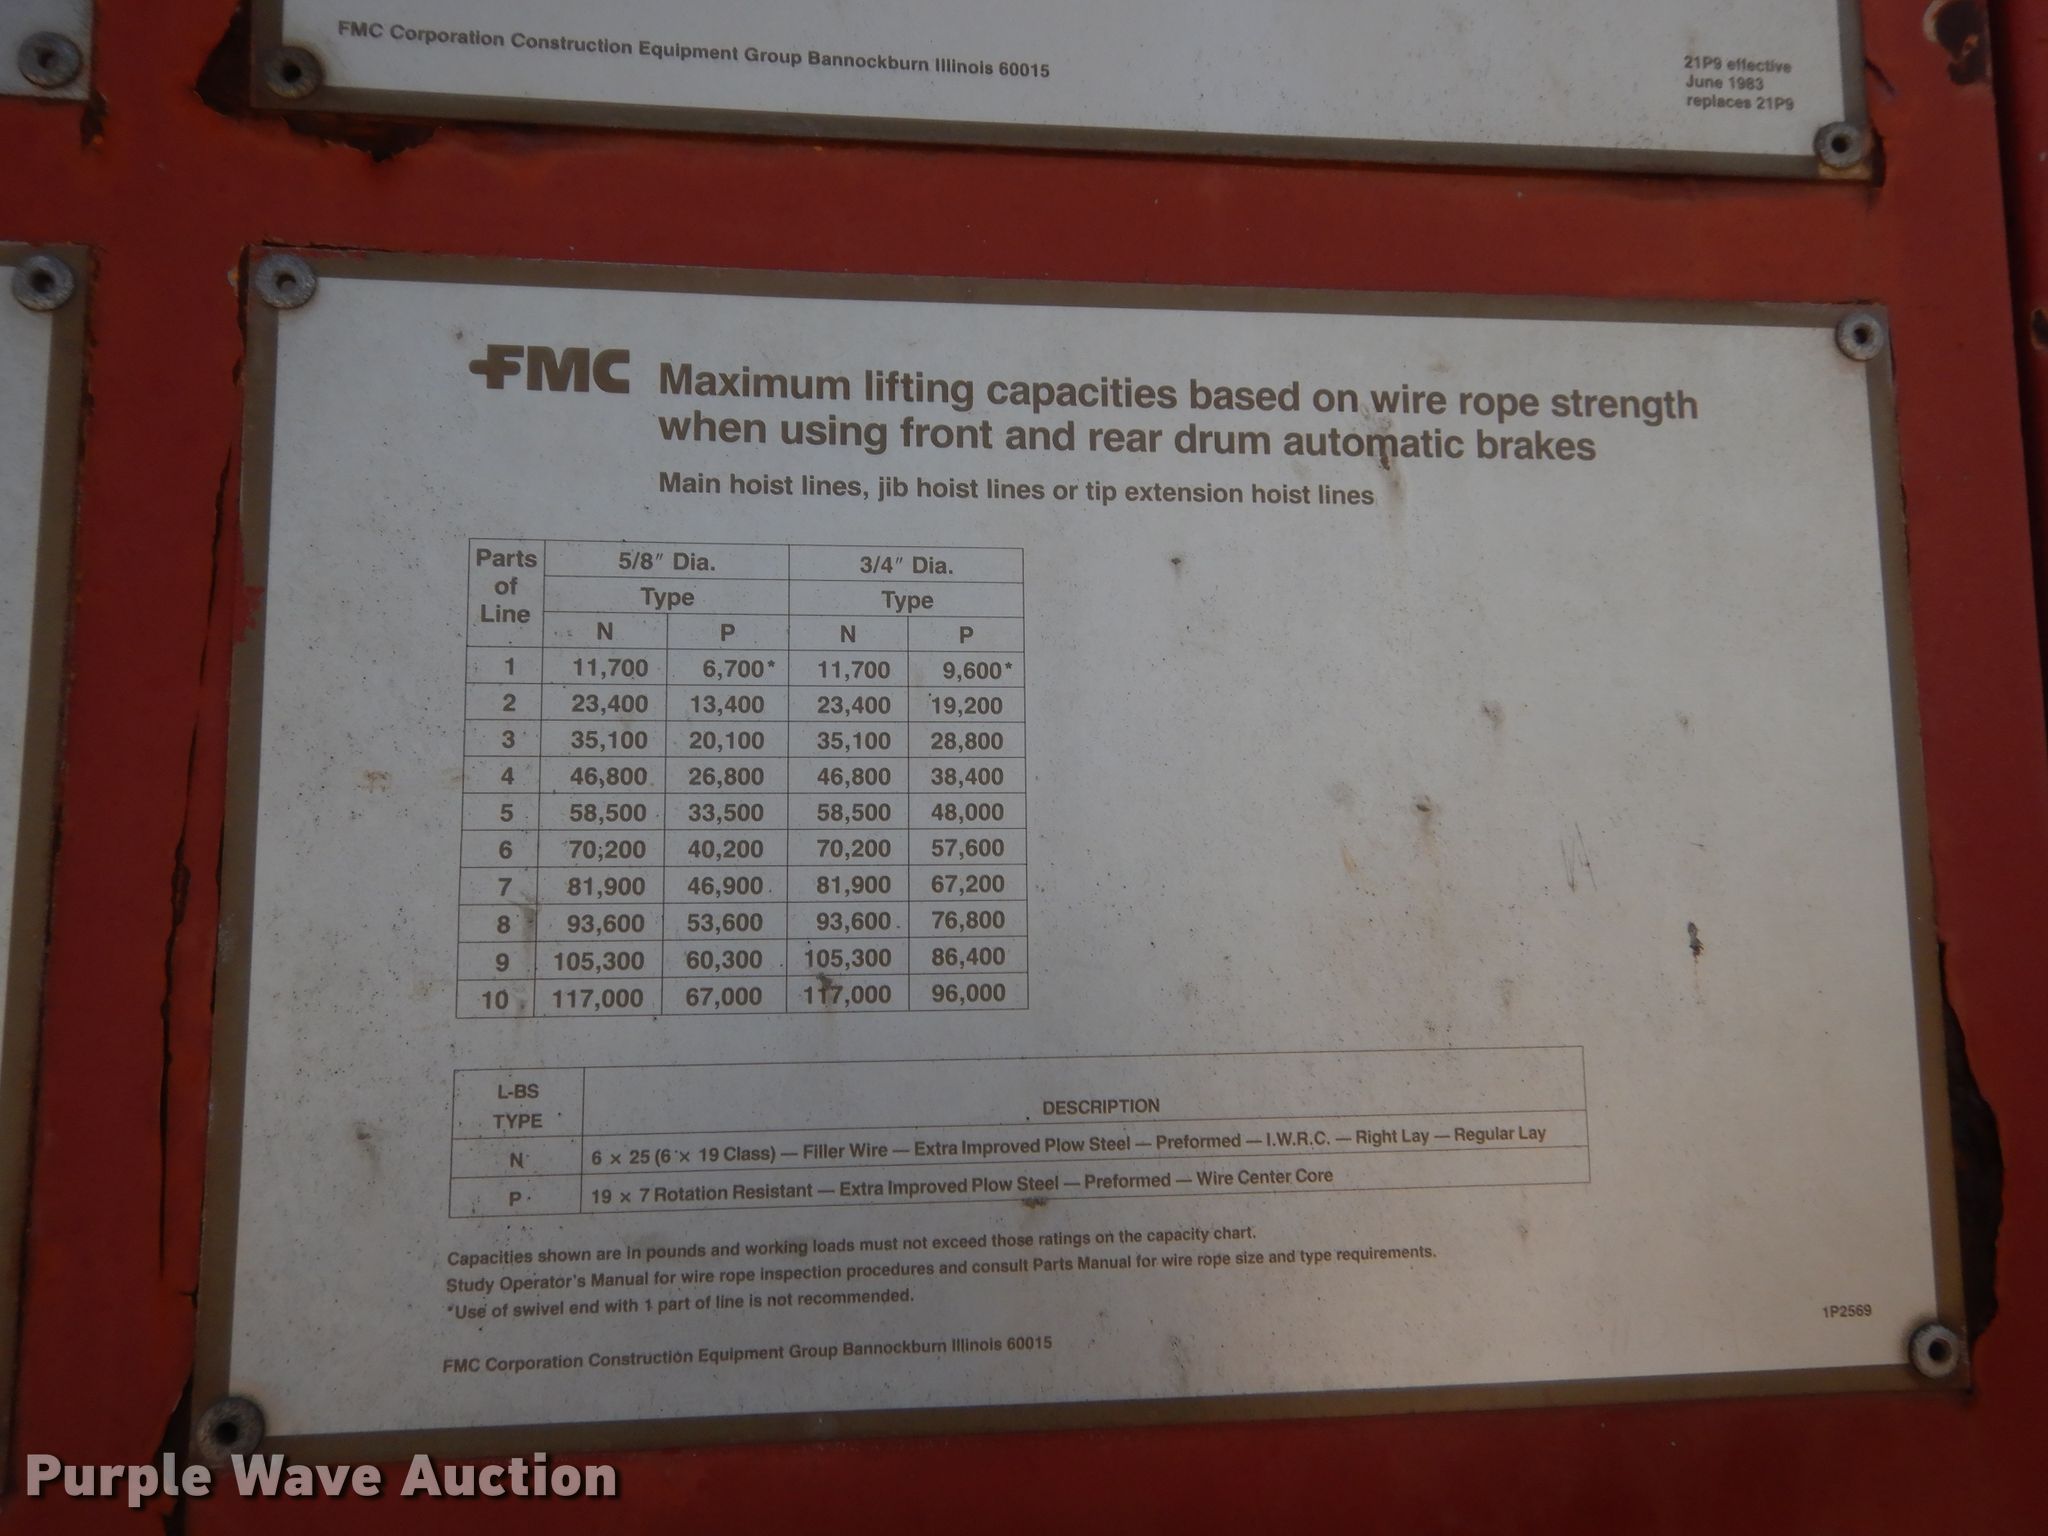 FMC Corporation Construction Equipment Group Bannockburn Illinois 60015
21P9 effective
June 1983
replaces 21P9
FMC
Maximum lifting capacities based on wire rope strength
when using front and rear drum automatic brakes
Main hoist lines, jib hoist lines or tip extension hoist lines
Parts of Line 5/8" Dia. 3/4" Dia.
Type Type
N P N P
1 11,700 6,700* 11,700 9,600*
2 23,400 13,400 23,400 19,200
3 35,100 20,100 35,100 28,800
4 46,800 26,800 46,800 38,400
5 58,500 33,500 58,500 48,000
6 70,200 40,200 70,200 57,600
7 81,900 46,900 81,900 67,200
8 93,600 53,600 93,600 76,800
9 105,300 60,300 105,300 86,400
10 117,000 67,000 117,000 96,000
L-BS
TYPE DESCRIPTION
N 6 × 25 (6 × 19 Class) — Filler Wire — Extra Improved Plow Steel — Preformed — I.W.R.C. — Right Lay — Regular Lay
P 19 × 7 Rotation Resistant — Extra Improved Plow Steel — Preformed — Wire Center Core
Capacities shown are in pounds and working loads must not exceed those ratings on the capacity chart.
Study Operator's Manual for wire rope inspection procedures and consult Parts Manual for wire rope size and type requirements.
*Use of swivel end with 1 part of line is not recommended.
1P2569
FMC Corporation Construction Equipment Group Bannockburn Illinois 60015
Purple Wave Auction